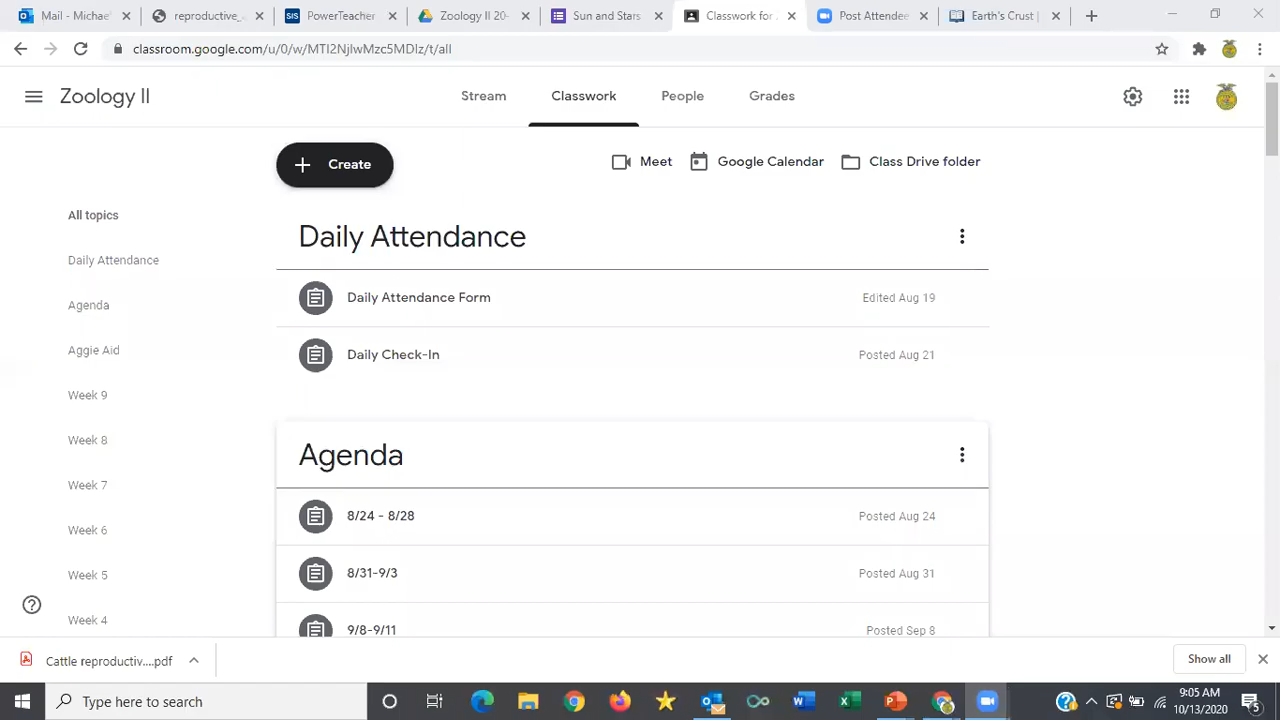 Mail - Michae
reproductive_
SIS PowerTeacher
Zoology II 20-
Sun and Stars
Classwork for
Post Attendee
Earth's Crust |
classroom.google.com/u/0/w/MTI2NjIwMzc5MDIz/t/all
Zoology II
Stream
Classwork
People
Grades
Create
Meet
Google Calendar
Class Drive folder
All topics
Daily Attendance
Agenda
Aggie Aid
Week 9
Week 8
Week 7
Week 6
Week 5
Week 4
Daily Attendance
Daily Attendance Form
Edited Aug 19
Daily Check-In
Posted Aug 21
Agenda
8/24 - 8/28
Posted Aug 24
8/31-9/3
Posted Aug 31
9/8-9/11
Posted Sep 8
Cattle reproductiv....pdf
Show all
Type here to search
9:05 AM
10/13/2020
5